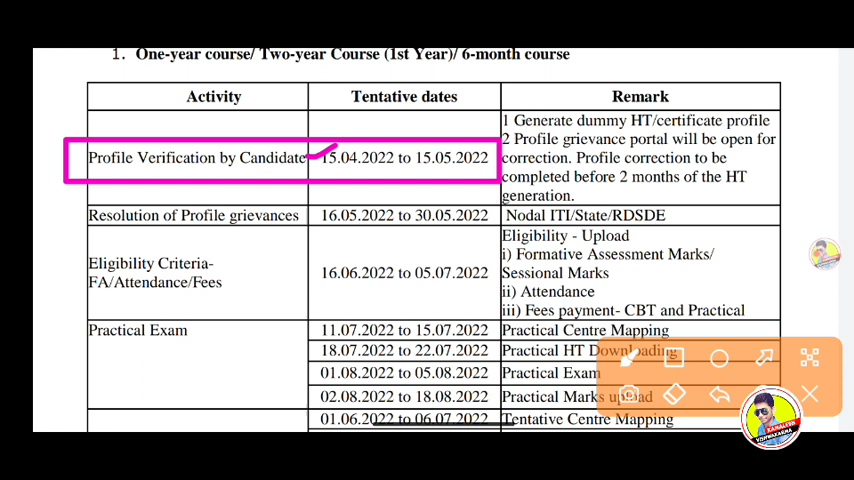 1. One-year course/ Two-year Course (1st Year)/ 6-month course
Activity Tentative dates Remark
Profile Verification by Candidate 15.04.2022 to 15.05.2022
1 Generate dummy HT/certificate profile
2 Profile grievance portal will be open for
correction. Profile correction to be
completed before 2 months of the HT
generation.
Resolution of Profile grievances 16.05.2022 to 30.05.2022 Nodal ITI/State/RDSDE
Eligibility Criteria-
FA/Attendance/Fees
16.06.2022 to 05.07.2022
Eligibility - Upload
i) Formative Assessment Marks/
Sessional Marks
ii) Attendance
iii) Fees payment- CBT and Practical
Practical Exam 11.07.2022 to 15.07.2022 Practical Centre Mapping
18.07.2022 to 22.07.2022 Practical HT Downloading
01.08.2022 to 05.08.2022 Practical Exam
02.08.2022 to 18.08.2022 Practical Marks upload
01.06.2022 to 06.07.2022 Tentative Centre Mapping
KAMALESH
VISHWAKARMA